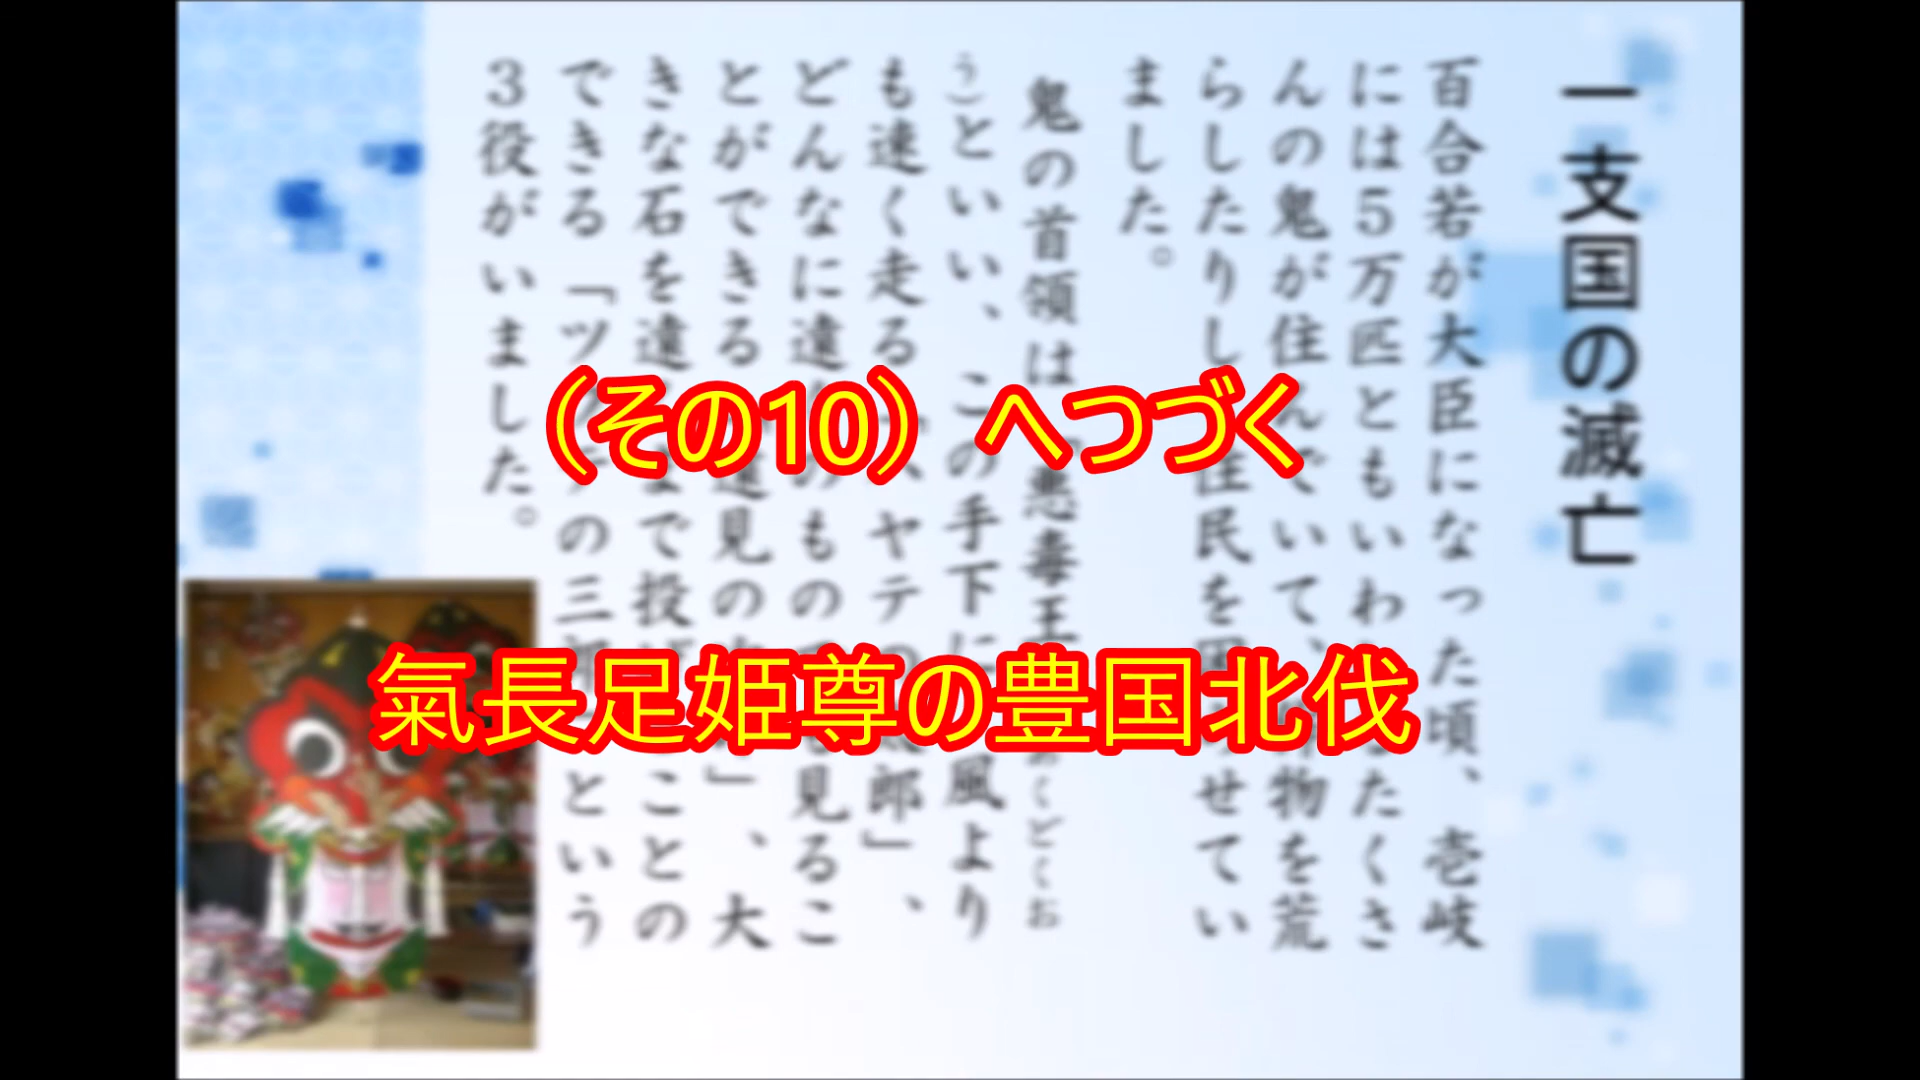 (その10) へつづく
氣長足姫尊の豊国北伐
一支国の滅亡
百合若が大臣になった頃、壱岐
には5万匹ともいわれたくさ
んの鬼が住んでいて、物を荒
らしたりし住民を困せてい
ました。
鬼の首領は「悪毒王くどくお
う)といい、この手下に風より
も速く走る、ヤテ郎」、
どんなに遠のものでも見るこ
とができる遠見の」、大
きな石を遠まで投ことの
できる「ツの三郎という
3役がいました。